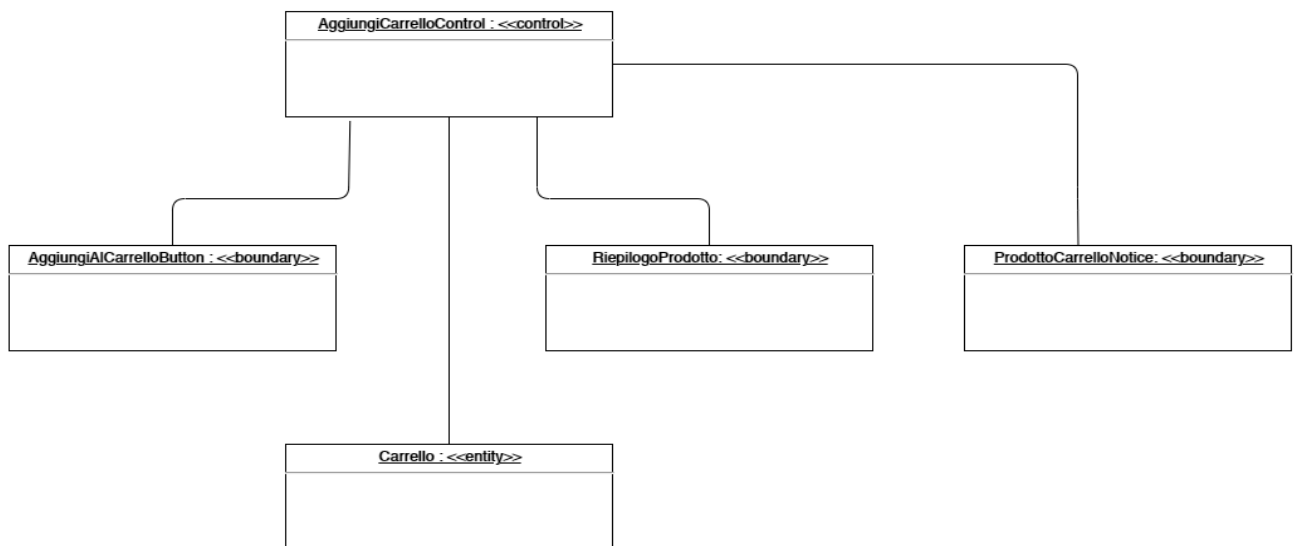 AggiungiCarrelloControl : <<control>>
AggiungiAlCarrelloButton : <<boundary>>
RiepilogoProdotto: <<boundary>>
ProdottoCarrelloNotice: <<boundary>>
Carrello : <<entity>>